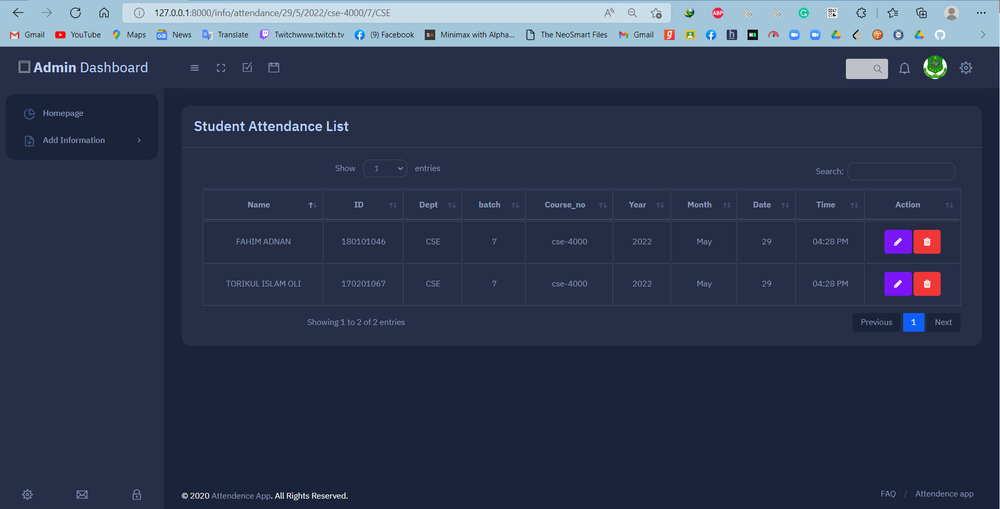 127.0.0.1:8000/info/attendance/29/5/2022/cse-4000/7/CSE
Gmail YouTube Maps News Translate Twitchwww.twitch.tv (9) Facebook Minimax with Alpha... The NeoSmart Files Gmail
Admin Dashboard
Homepage
Add Information
Student Attendance List
Show 1 entries
Search:
Name ID Dept batch Course_no Year Month Date Time Action
FAHIM ADNAN 180101046 CSE 7 cse-4000 2022 May 29 04:28 PM
TORIKUL ISLAM OLI 170201067 CSE 7 cse-4000 2022 May 29 04:28 PM
Showing 1 to 2 of 2 entries
Previous 1 Next
© 2020 Attendence App. All Rights Reserved.
FAQ / Attendence app